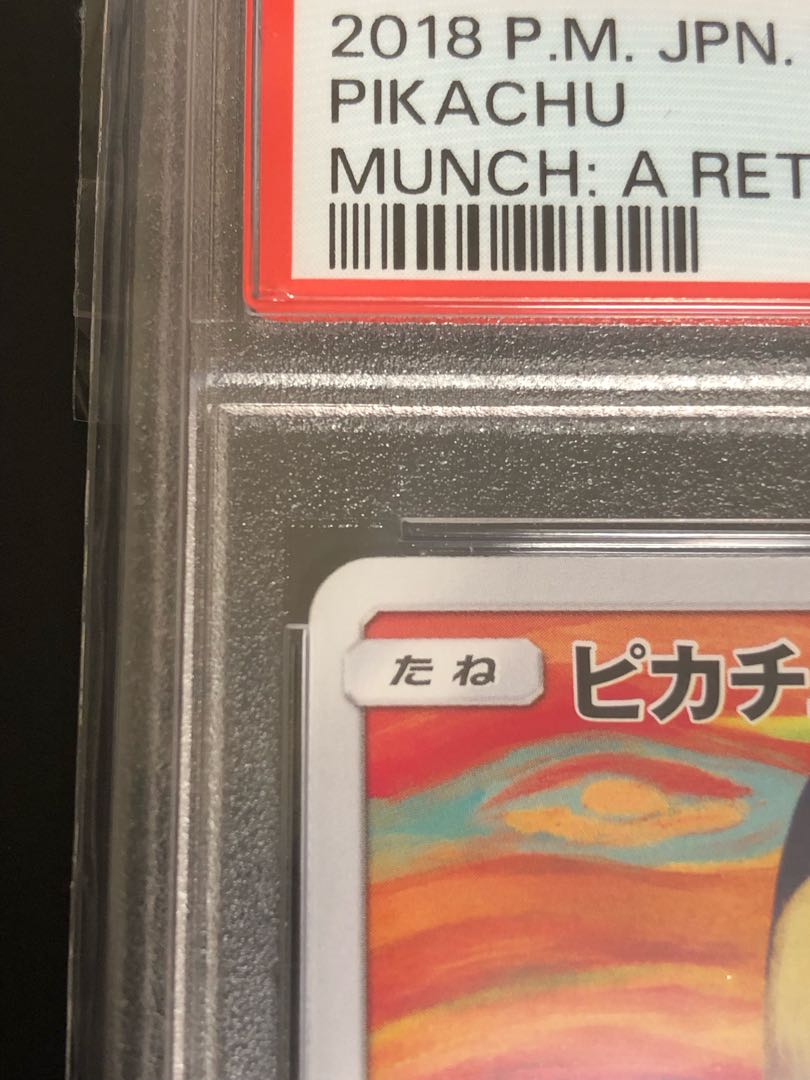 2018 P.M. JPN.
PIKACHU
MUNCH: A RET
たね ピカチ